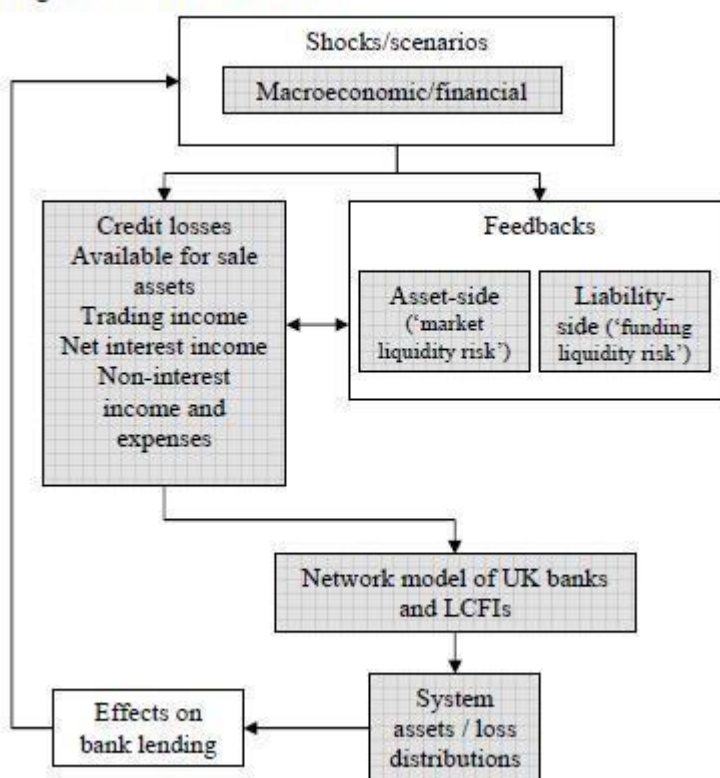 Shocks/scenarios
Macroeconomic/financial
Credit losses
Available for sale
assets
Trading income
Net interest income
Non-interest
income and
expenses
Feedbacks
Asset-side
(‘market
liquidity risk’)
Liability-
side (‘funding
liquidity risk’)
Network model of UK banks
and LCFIs
System
assets / loss
distributions
Effects on
bank lending